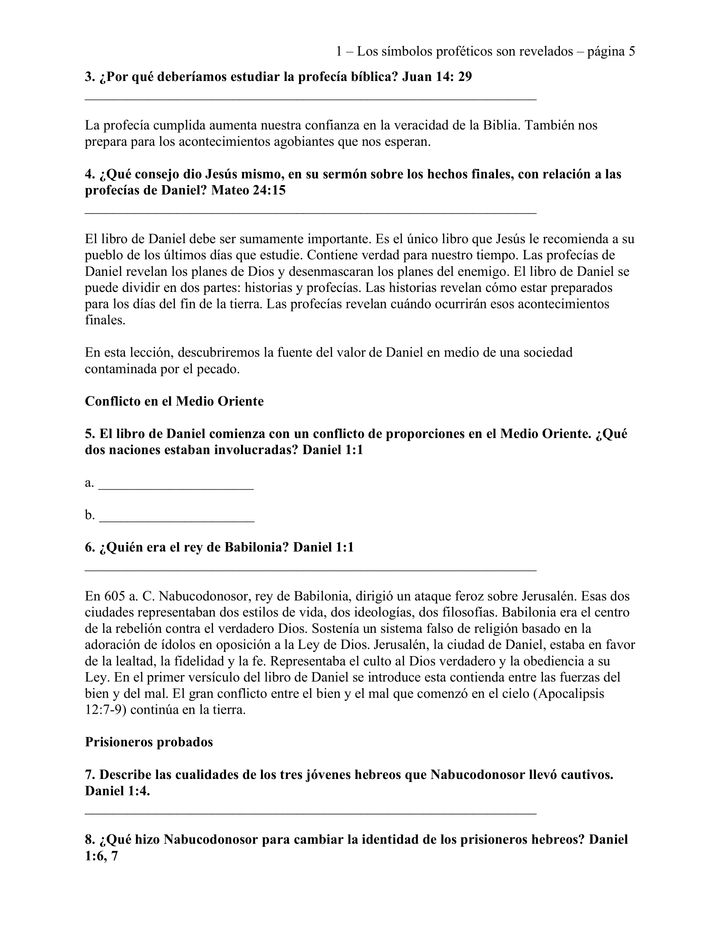 1 – Los símbolos proféticos son revelados – página 5
3. ¿Por qué deberíamos estudiar la profecía bíblica? Juan 14: 29
_______________________________________________________________
La profecía cumplida aumenta nuestra confianza en la veracidad de la Biblia. También nos
prepara para los acontecimientos agobiantes que nos esperan.
4. ¿Qué consejo dio Jesús mismo, en su sermón sobre los hechos finales, con relación a las
profecías de Daniel? Mateo 24:15
_______________________________________________________________
El libro de Daniel debe ser sumamente importante. Es el único libro que Jesús le recomienda a su
pueblo de los últimos días que estudie. Contiene verdad para nuestro tiempo. Las profecías de
Daniel revelan los planes de Dios y desenmascaran los planes del enemigo. El libro de Daniel se
puede dividir en dos partes: historias y profecías. Las historias revelan cómo estar preparados
para los días del fin de la tierra. Las profecías revelan cuándo ocurrirán esos acontecimientos
finales.
En esta lección, descubriremos la fuente del valor de Daniel en medio de una sociedad
contaminada por el pecado.
Conflicto en el Medio Oriente
5. El libro de Daniel comienza con un conflicto de proporciones en el Medio Oriente. ¿Qué
dos naciones estaban involucradas? Daniel 1:1
a. ______________________
b. ______________________
6. ¿Quién era el rey de Babilonia? Daniel 1:1
_______________________________________________________________
En 605 a. C. Nabucodonosor, rey de Babilonia, dirigió un ataque feroz sobre Jerusalén. Esas dos
ciudades representaban dos estilos de vida, dos ideologías, dos filosofías. Babilonia era el centro
de la rebelión contra el verdadero Dios. Sostenía un sistema falso de religión basado en la
adoración de ídolos en oposición a la Ley de Dios. Jerusalén, la ciudad de Daniel, estaba en favor
de la lealtad, la fidelidad y la fe. Representaba el culto al Dios verdadero y la obediencia a su
Ley. En el primer versículo del libro de Daniel se introduce esta contienda entre las fuerzas del
bien y del mal. El gran conflicto entre el bien y el mal que comenzó en el cielo (Apocalipsis
12:7-9) continúa en la tierra.
Prisioneros probados
7. Describe las cualidades de los tres jóvenes hebreos que Nabucodonosor llevó cautivos.
Daniel 1:4.
_______________________________________________________________
8. ¿Qué hizo Nabucodonosor para cambiar la identidad de los prisioneros hebreos? Daniel
1:6, 7